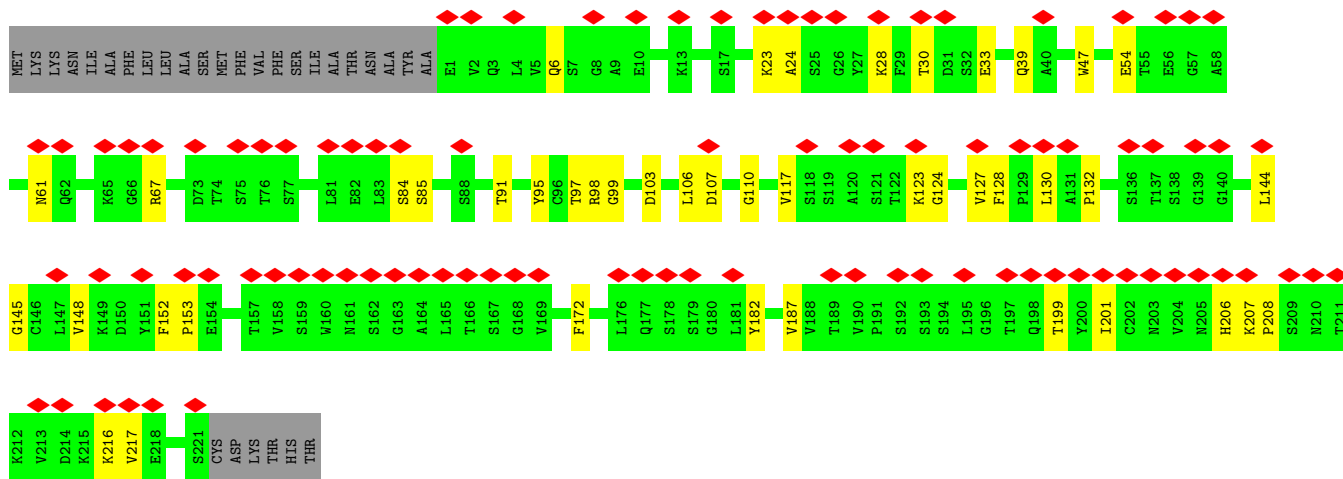 MET LYS LYS ASN ILE ALA ALA PHE LEU LEU ALA SER MET PHE VAL PHE SER ILE ALA THR ASN ALA TYR ALA E1 V2 Q3 L4 V5 Q6 S7 G8 A9 E10 K13 S17 K23 A24 S25 G26 Y27 K28 F29 T30 D31 S32 E33 Q39 A40 W47 E54 T55 E56 G57 A58
N61 Q62 K65 G66 R67 D73 T74 S75 T76 S77 L81 E82 L83 S84 S85 S88 T91 Y95 C96 T97 R98 G99 D103 L106 D107 G110 V117 S118 S119 A120 S121 T122 K123 G124 V127 F128 P129 L130 A131 P132 S136 T137 S138 G139 G140 L144
G145 C146 L147 V148 K149 D150 Y151 F152 P153 E154 T157 V158 S159 W160 N161 S162 G163 A164 L165 T166 S167 G168 V169 F172 L176 Q177 S178 S179 G180 L181 Y182 V187 V188 T189 V190 P191 S192 S193 S194 L195 G196 T197 Q198 T199 Y200 I201 C202 N203 V204 N205 H206 K207 P208 S209 N210 T211
K212 V213 D214 K215 K216 V217 E218 S221 CYS ASP LYS THR HIS THR